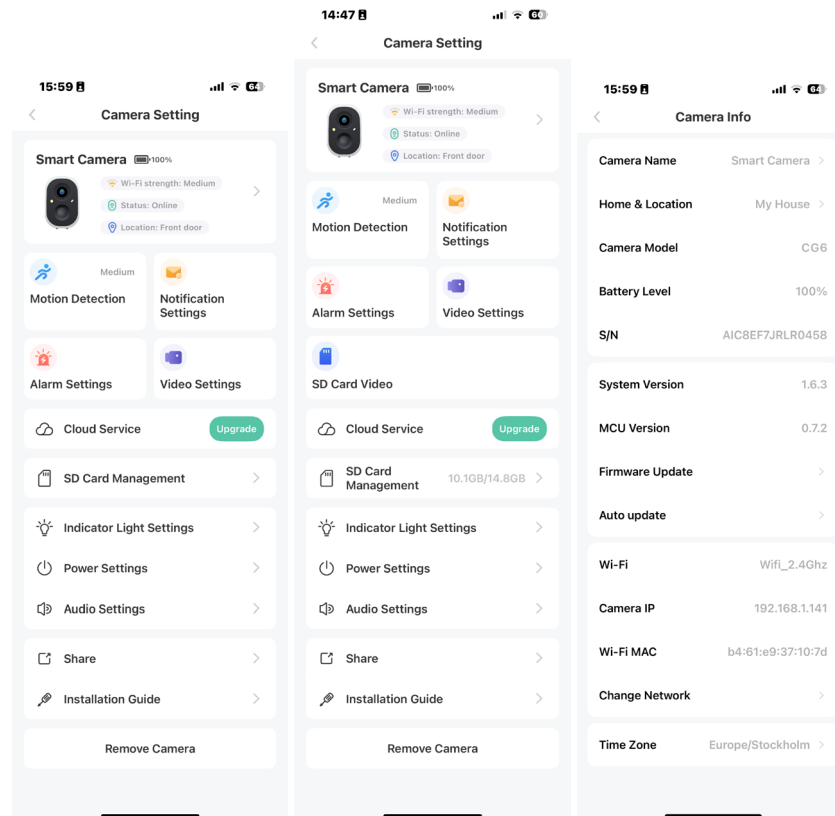 15:59
64
Camera Setting
Smart Camera 100%
Wi-Fi strength: Medium
Status: Online
Location: Front door
Medium
Motion Detection
Notification
Settings
Alarm Settings
Video Settings
Cloud Service
Upgrade
SD Card Management
Indicator Light Settings
Power Settings
Audio Settings
Share
Installation Guide
Remove Camera
14:47
Camera Setting
Smart Camera 100%
Wi-Fi strength: Medium
Status: Online
Location: Front door
Medium
Motion Detection
Notification
Settings
Alarm Settings
Video Settings
SD Card Video
Cloud Service
Upgrade
SD Card
Management
10.1GB/14.8GB
Indicator Light Settings
Power Settings
Audio Settings
Share
Installation Guide
Remove Camera
15:59
64
Camera Info
Camera Name Smart Camera
Home & Location My House
Camera Model CG6
Battery Level 100%
S/N AIC8EF7JRLR0458
System Version 1.6.3
MCU Version 0.7.2
Firmware Update
Auto update
Wi-Fi Wifi_2.4Ghz
Camera IP 192.168.1.141
Wi-Fi MAC b4:61:e9:37:10:7d
Change Network
Time Zone Europe/Stockholm